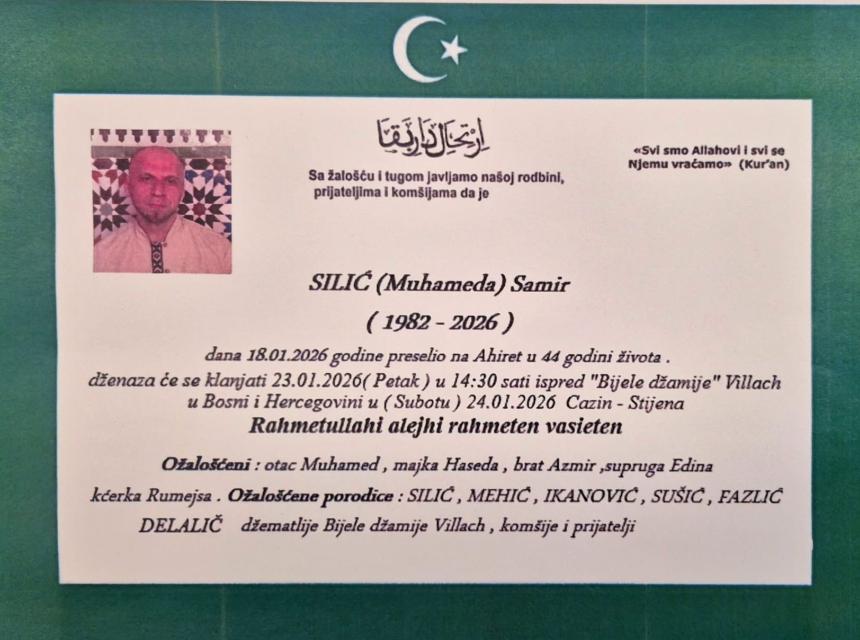 ارتحال دار بقا
Sa žalošću i tugom javljamo našoj rodbini,
prijateljima i komšijama da je
«Svi smo Allahovi i svi se
Njemu vraćamo» (Kur'an)
SILIĆ (Muhameda) Samir
( 1982 - 2026 )
dana 18.01.2026 godine preselio na Ahiret u 44 godini života .
dženaza će se klanjati 23.01.2026( Petak ) u 14:30 sati ispred "Bijele džamije" Villach
u Bosni i Hercegovini u ( Subotu ) 24.01.2026 Cazin - Stijena
Rahmetullahi alejhi rahmeten vasieten
Ožalošćeni : otac Muhamed , majka Haseda , brat Azmir ,supruga Edina
kćerka Rumejsa . Ožalošćene porodice : SILIĆ , MEHIĆ , IKANOVIĆ , SUŠIĆ , FAZLIĆ
DELALIČ džematlije Bijele džamije Villach , komšije i prijatelji